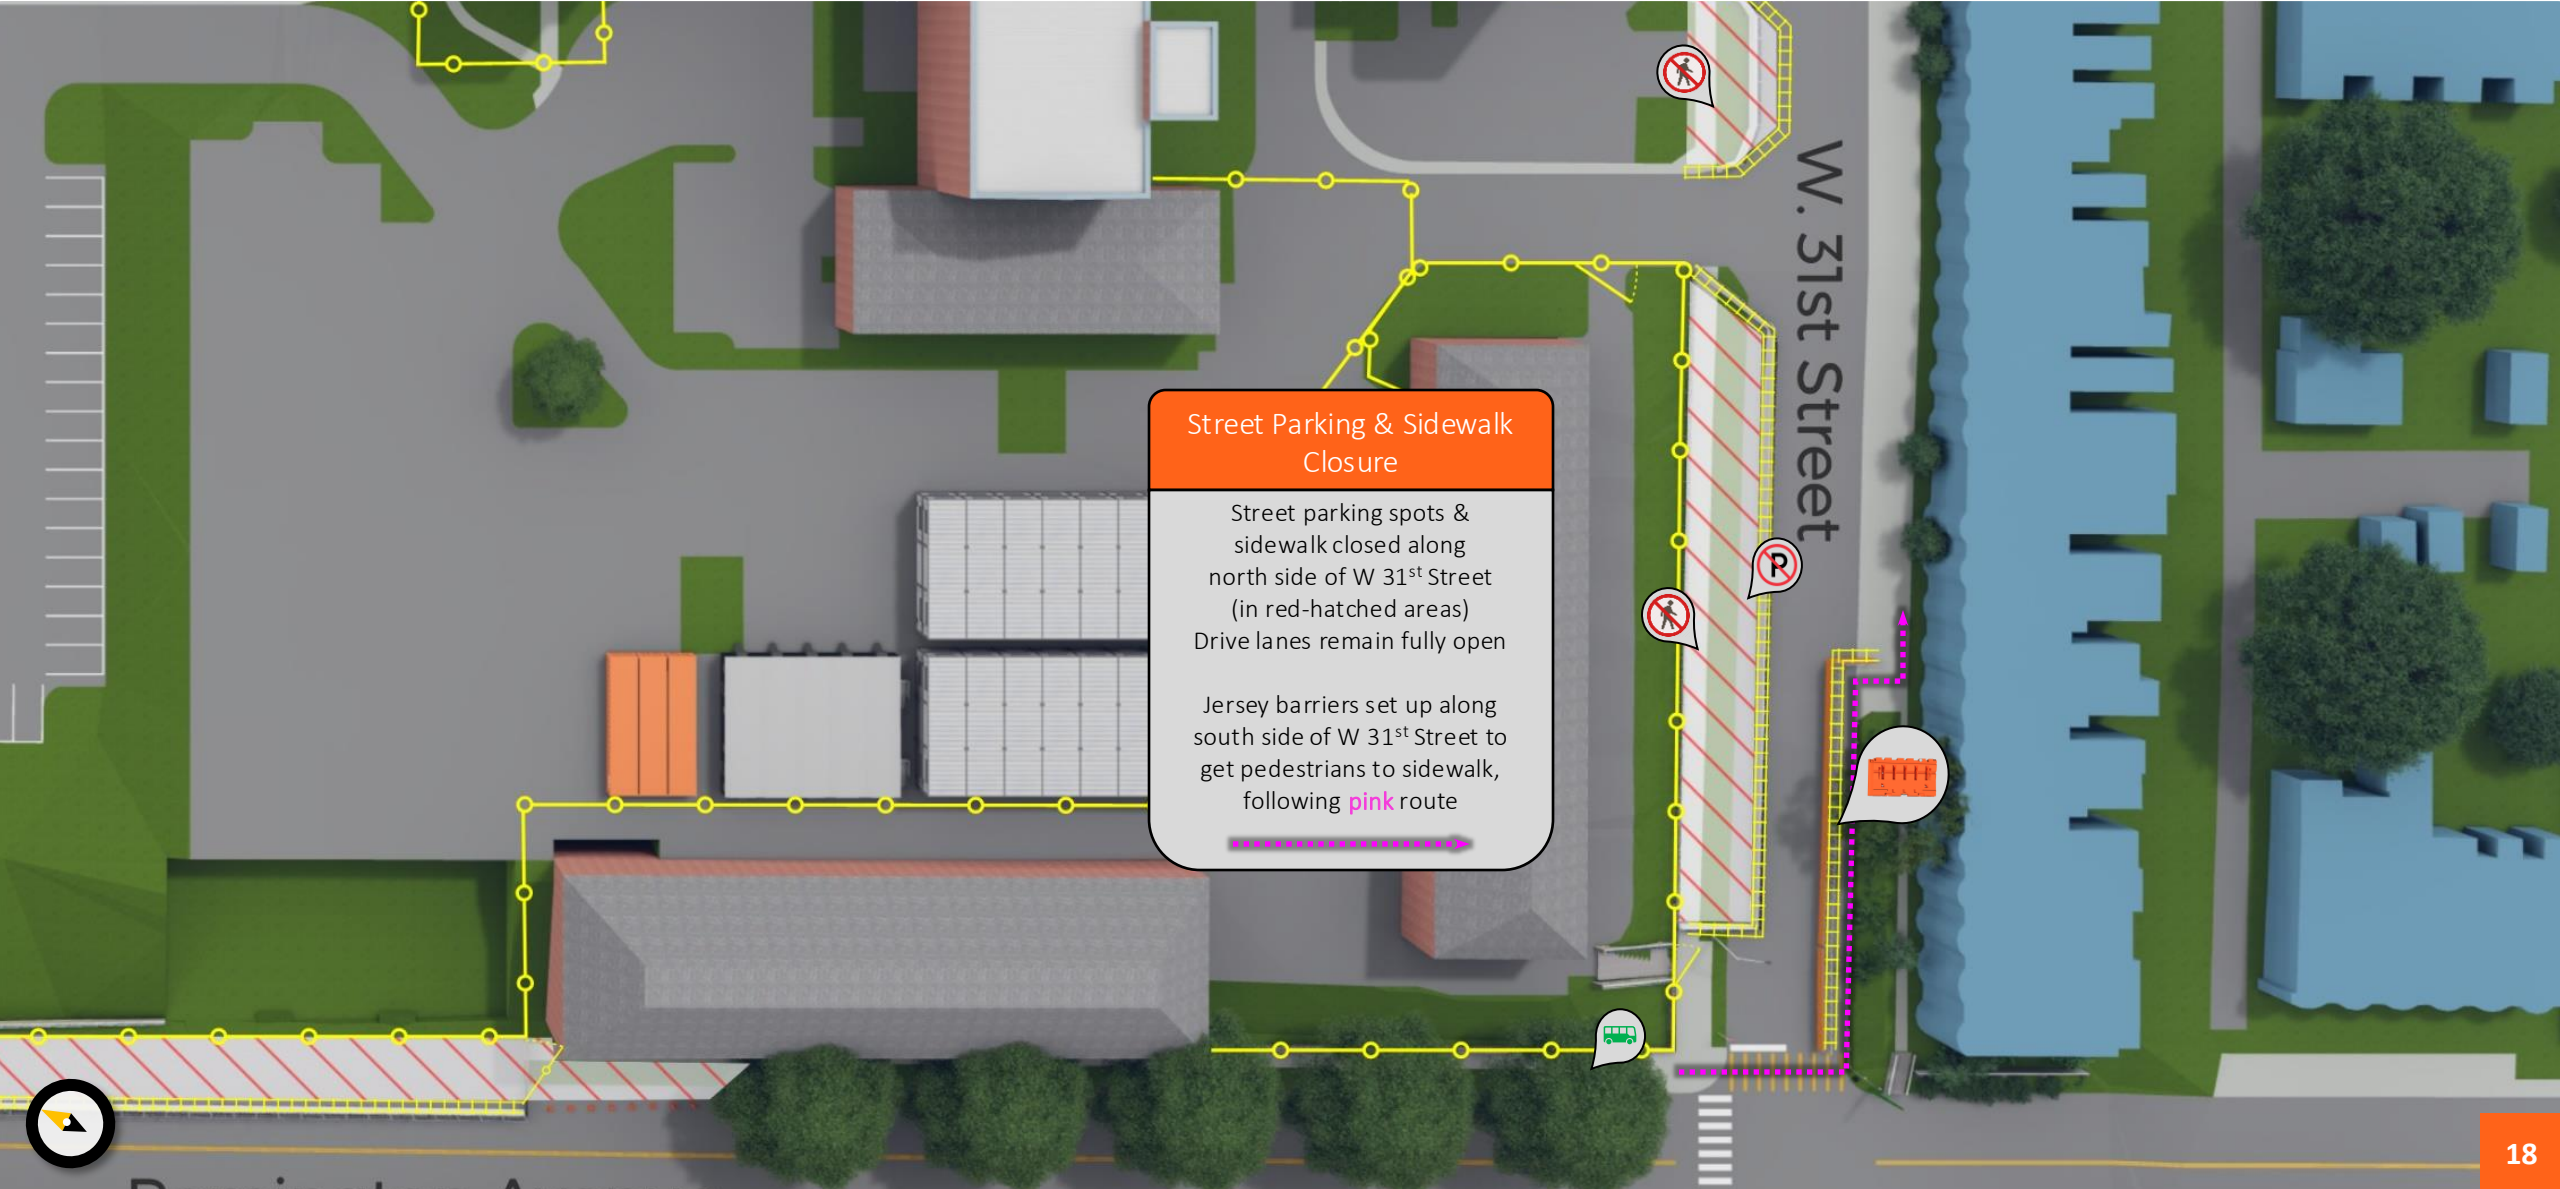 W. 31st Street
Street Parking & Sidewalk
Closure
Street parking spots &
sidewalk closed along
north side of W 31st Street
(in red-hatched areas)
Drive lanes remain fully open
Jersey barriers set up along
south side of W 31st Street to
get pedestrians to sidewalk,
following pink route
P
18